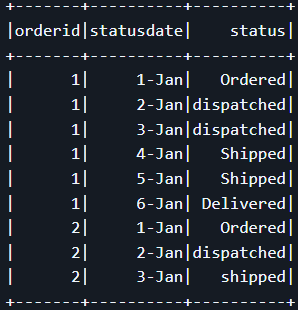 +-------+----------+----------+
|orderid|statusdate|    status|
+-------+----------+----------+
|      1|     1-Jan|   Ordered|
|      1|     2-Jan|dispatched|
|      1|     3-Jan|dispatched|
|      1|     4-Jan|   Shipped|
|      1|     5-Jan|   Shipped|
|      1|     6-Jan| Delivered|
|      2|     1-Jan|   Ordered|
|      2|     2-Jan|dispatched|
|      2|     3-Jan|   shipped|
+-------+----------+----------+